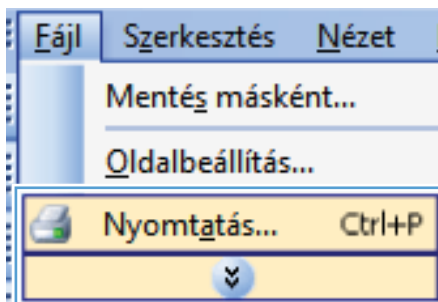 Fájl Szerkesztés Nézet
Mentés másként...
Oldalbeállítás...
Nyomtatás... Ctrl+P